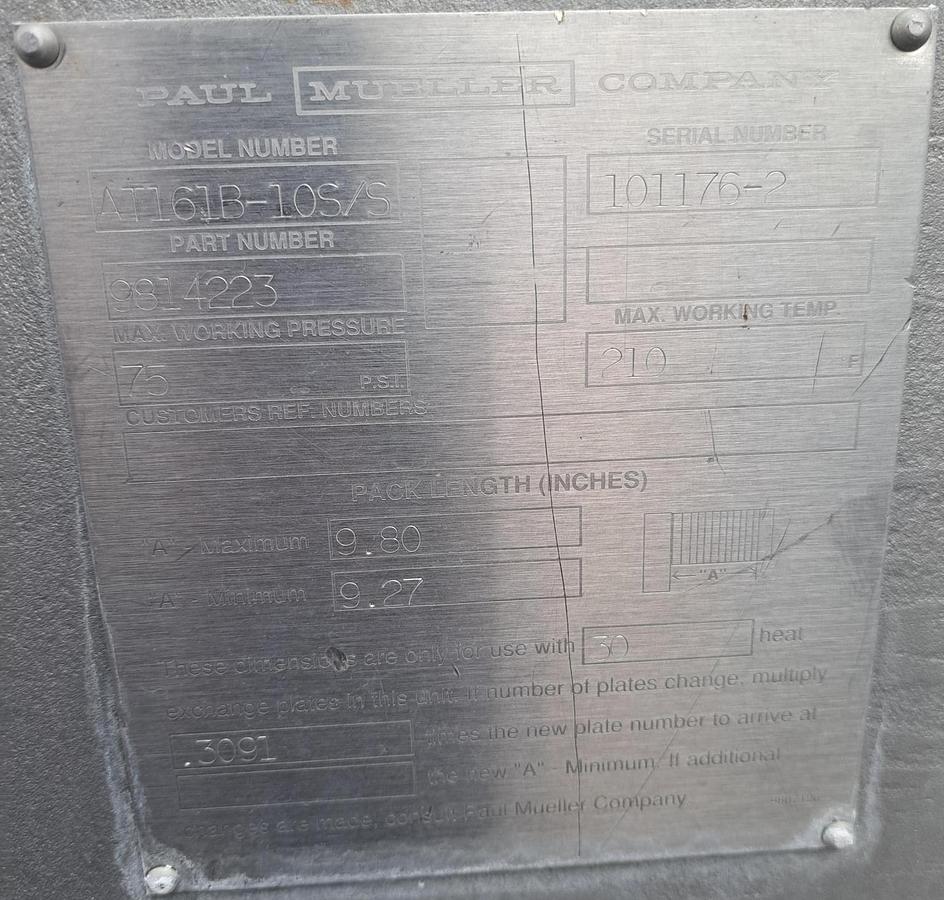 PAUL MUELLER COMPANY
MODEL NUMBER
AT161B-10S/S
SERIAL NUMBER
101176-2
PART NUMBER
9814223
MAX. WORKING PRESSURE
75 P.S.I.
MAX. WORKING TEMP.
210 °F
CUSTOMERS REF. NUMBERS
PACK LENGTH (INCHES)
"A" - Maximum 9.80
"A" - Minimum 9.27
"A"
These dimensions are only for use with 30 heat
exchange plates in this unit. If number of plates change, multiply
.3091 times the new plate number to arrive at
the new "A" - Minimum. If additional
changes are made, consult Paul Mueller Company